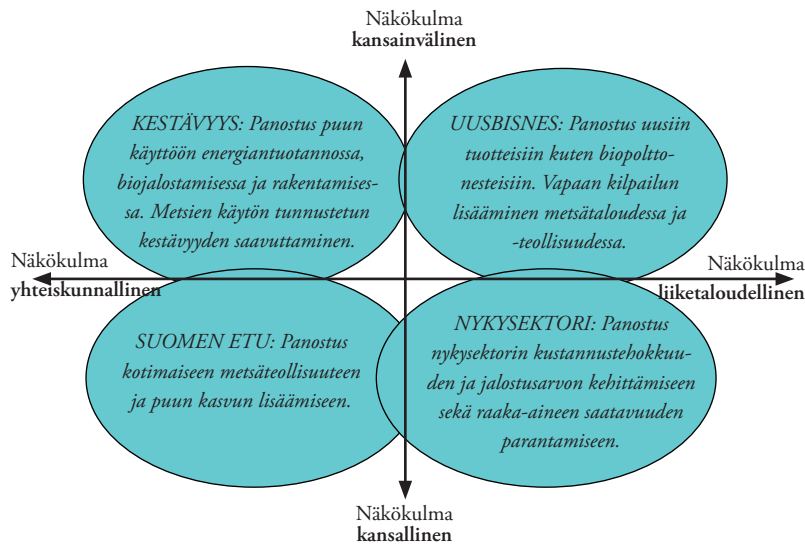 Näkökulma
kansainvälinen
KESTÄVYYS: Panostus puun
käyttöön energiantuotannossa,
biojalostamisessa ja rakentamises-
sa. Metsien käytön tunnustetun
kestävyyden saavuttaminen.
UUSBISNES: Panostus uusiin
tuotteisiin kuten biopoltto-
nesteisiin. Vapaan kilpailun
lisääminen metsätaloudessa ja
-teollisuudessa.
Näkökulma
yhteiskunnallinen
Näkökulma
liiketaloudellinen
SUOMEN ETU: Panostus
kotimaiseen metsäteollisuuteen
ja puun kasvun lisäämiseen.
NYKYSEKTORI: Panostus
nykysektorin kustannustehokkuu-
den ja jalostusarvon kehittämiseen
sekä raaka-aineen saatavuuden
parantamiseen.
Näkökulma
kansallinen